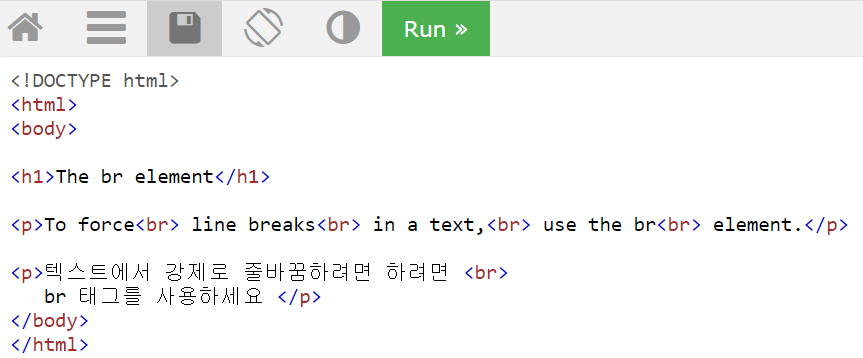 Run »
<!DOCTYPE html>
<html>
<body>
<h1>The br element</h1>
<p>To force<br> line breaks<br> in a text,<br> use the br<br> element.</p>
<p>텍스트에서 강제로 줄바꿈하려면 하려면 <br>
br 태그를 사용하세요 </p>
</body>
</html>